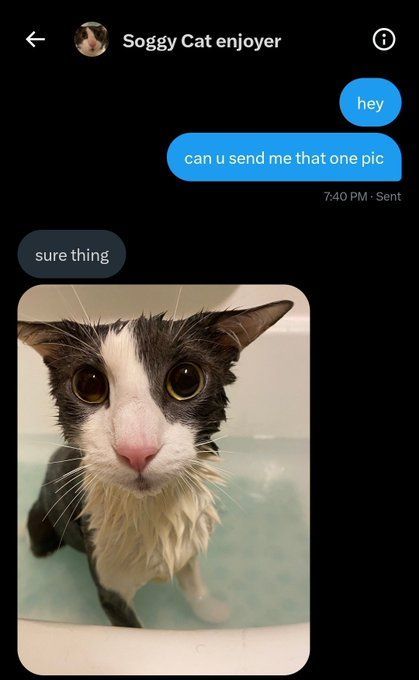 Soggy Cat enjoyer
hey
can u send me that one pic
7:40 PM · Sent
sure thing